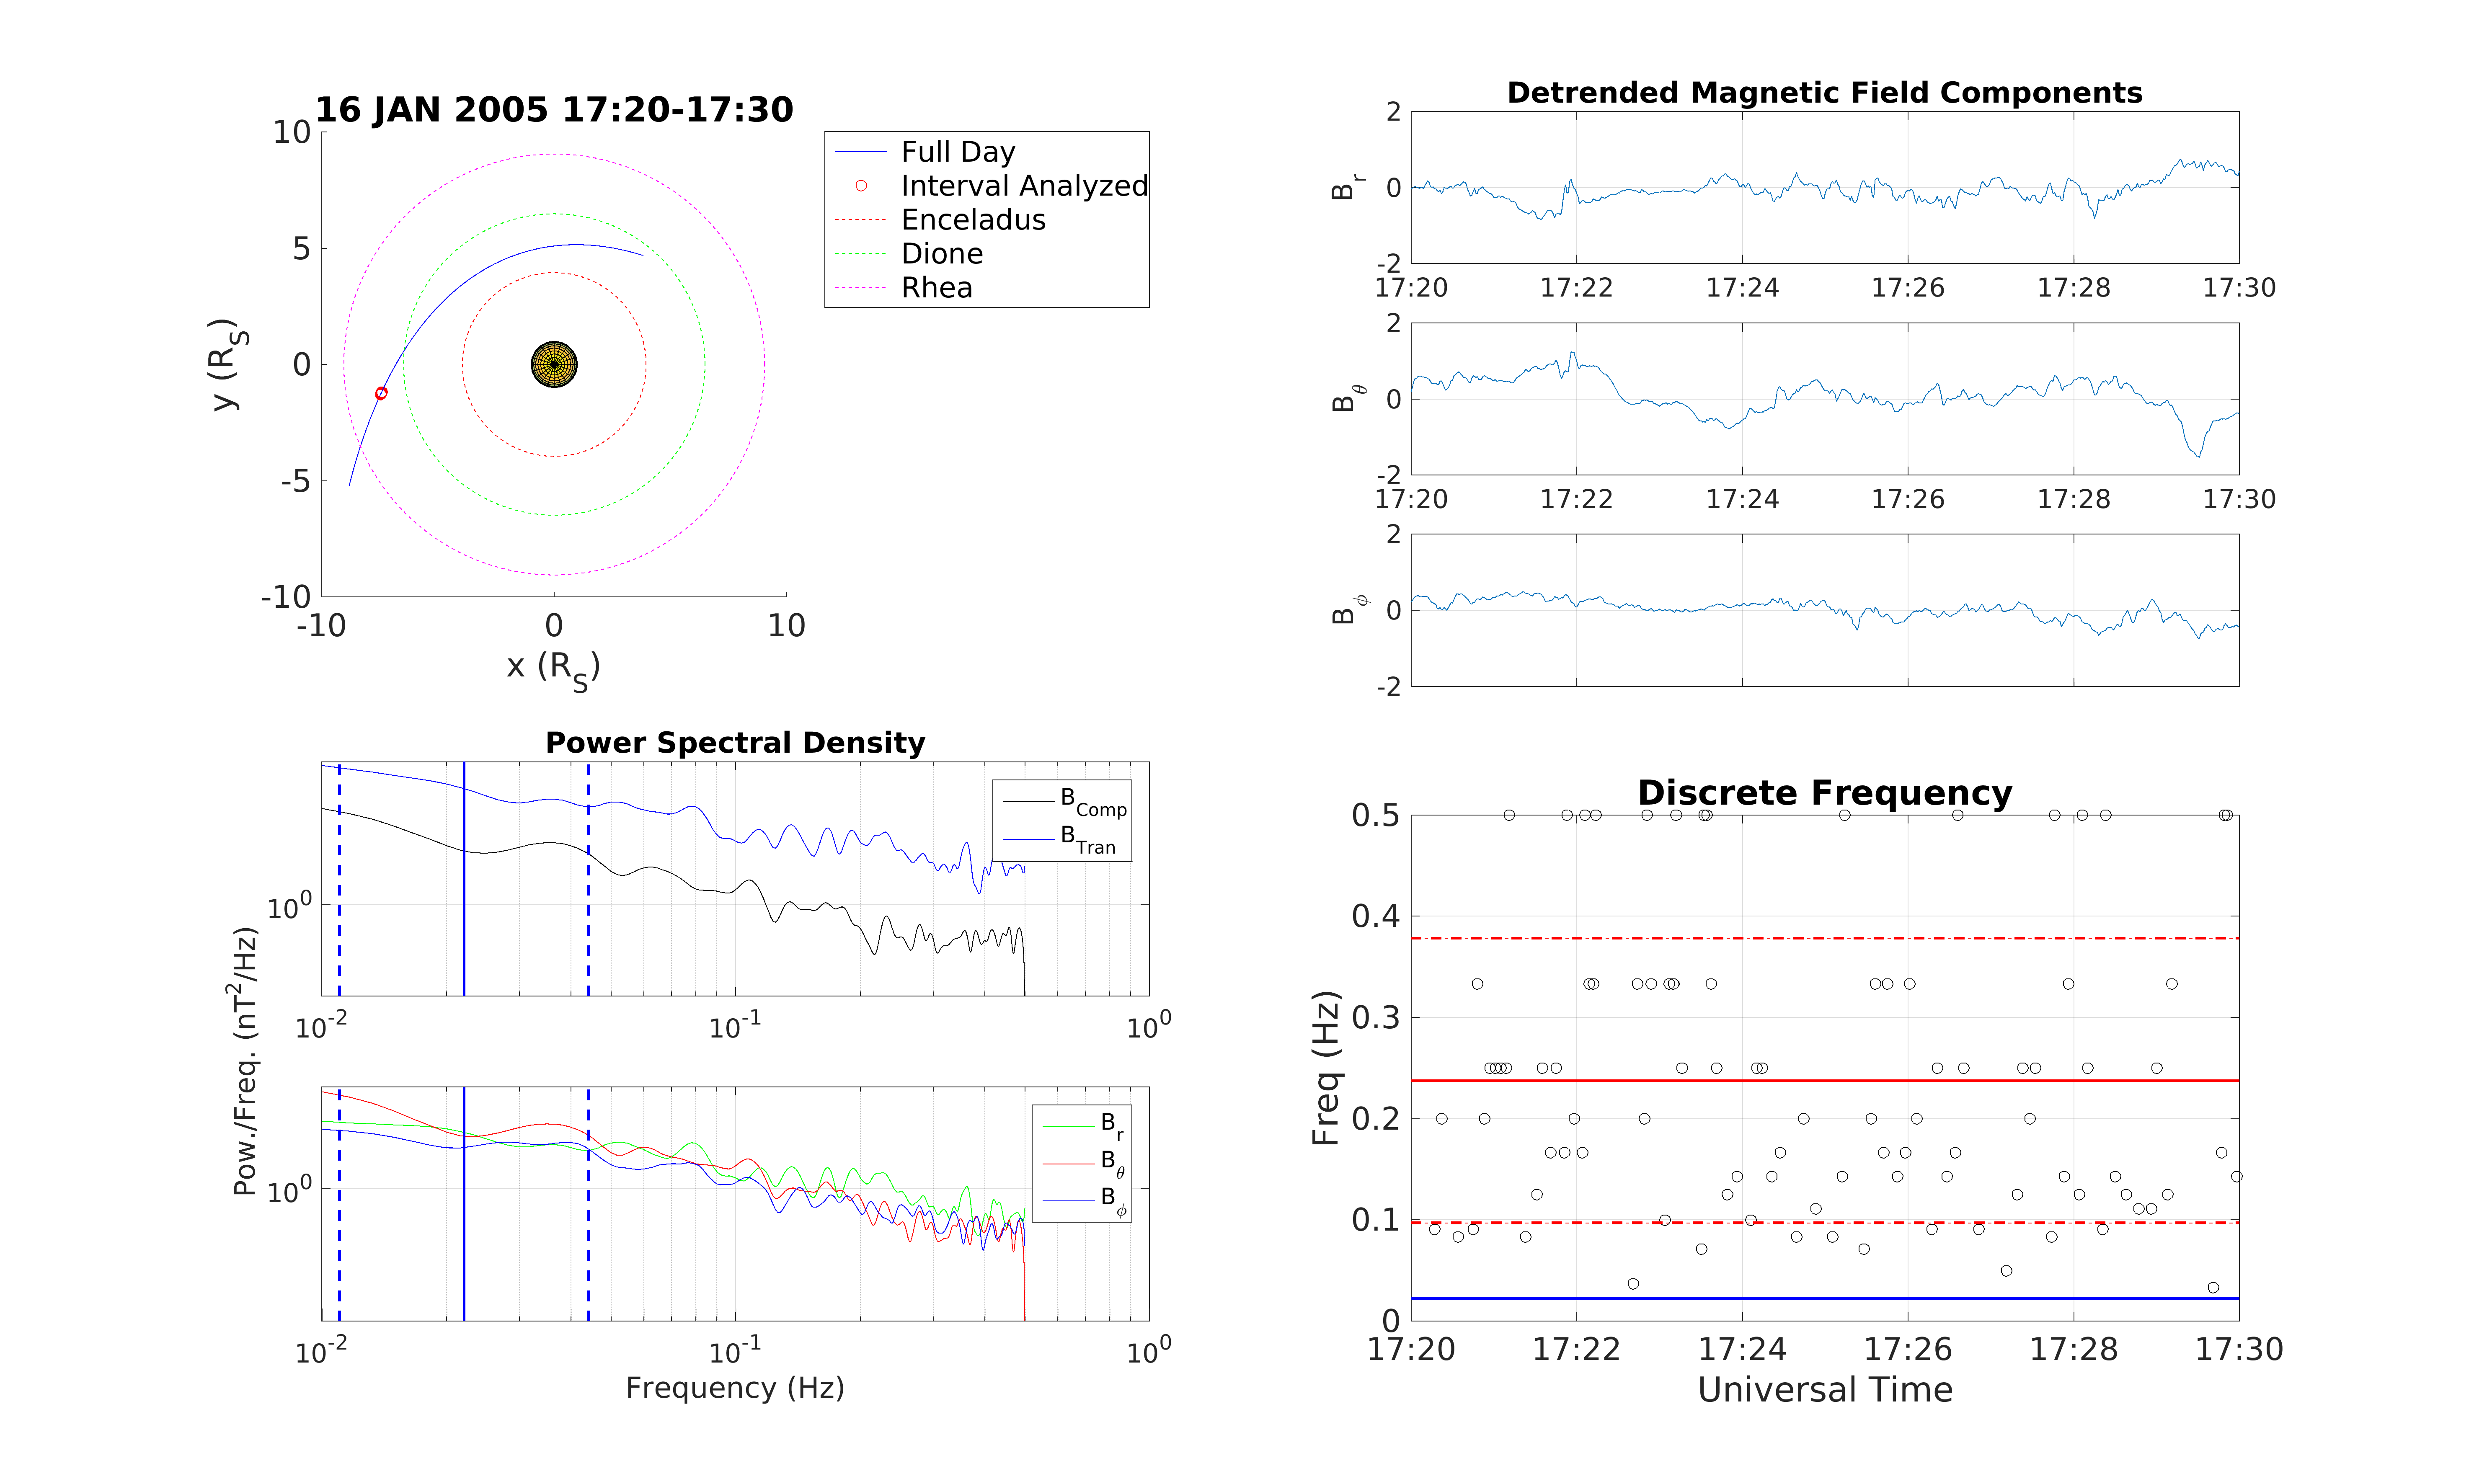 16 JAN 2005 17:20-17:30
10
5
0
-5
-10
-10 0 10
y (R_S)
x (R_S)
Full Day
Interval Analyzed
Enceladus
Dione
Rhea
Detrended Magnetic Field Components
B_r
2
0
-2
17:20 17:22 17:24 17:26 17:28 17:30
B_θ
2
0
-2
17:20 17:22 17:24 17:26 17:28 17:30
B_ϕ
2
0
-2
Power Spectral Density
Pow./Freq. (nT^2/Hz)
10^0
10^-2 10^-1 10^0
B_Comp
B_Tran
10^0
10^-2 10^-1 10^0
B_r
B_θ
B_ϕ
Frequency (Hz)
Discrete Frequency
Freq (Hz)
0.5
0.4
0.3
0.2
0.1
0
17:20 17:22 17:24 17:26 17:28 17:30
Universal Time